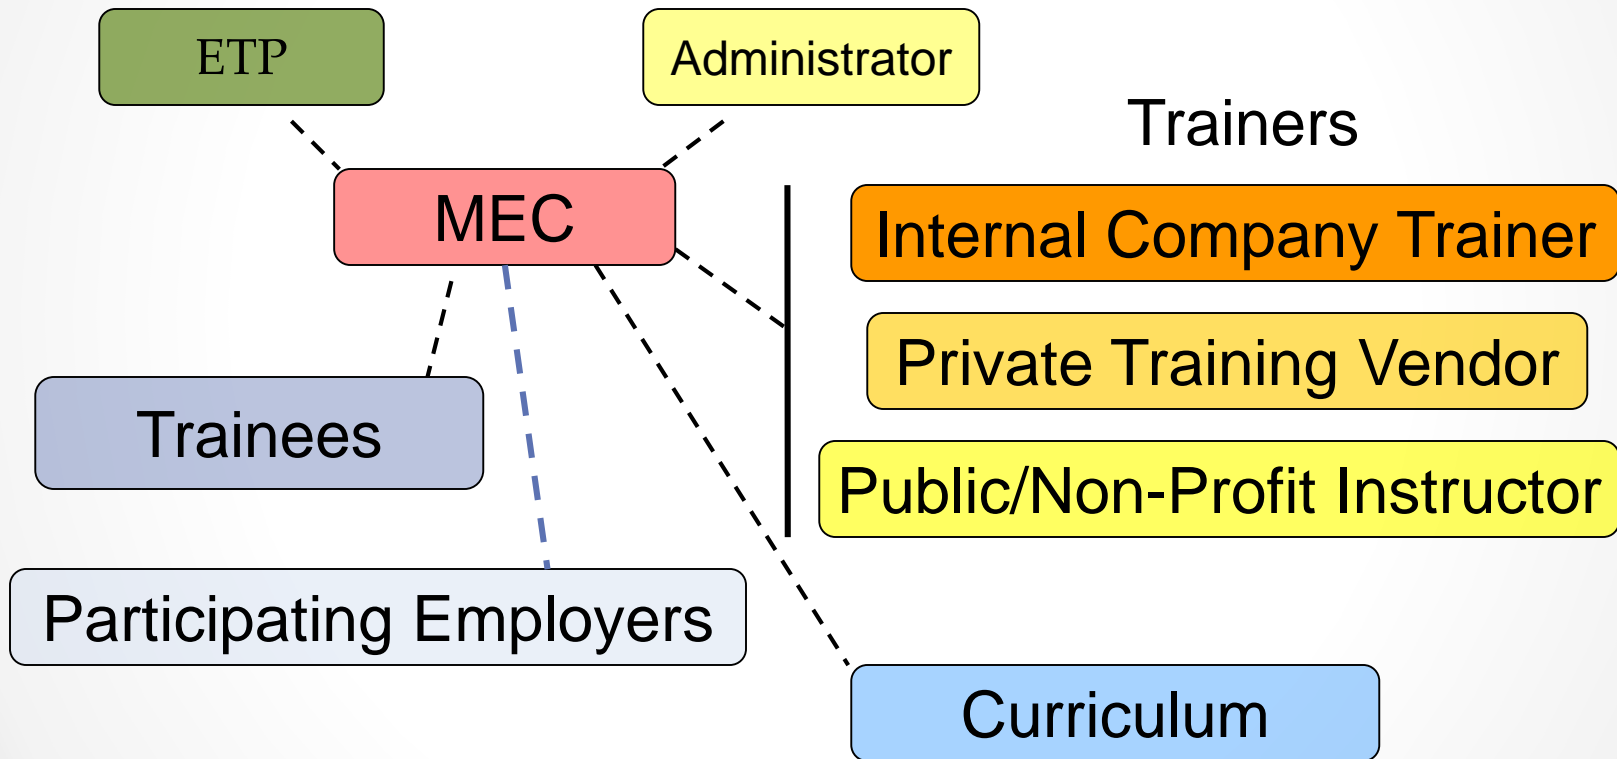 ETP
Administrator
Trainers
MEC
Internal Company Trainer
Private Training Vendor
Trainees
Public/Non-Profit Instructor
Participating Employers
Curriculum